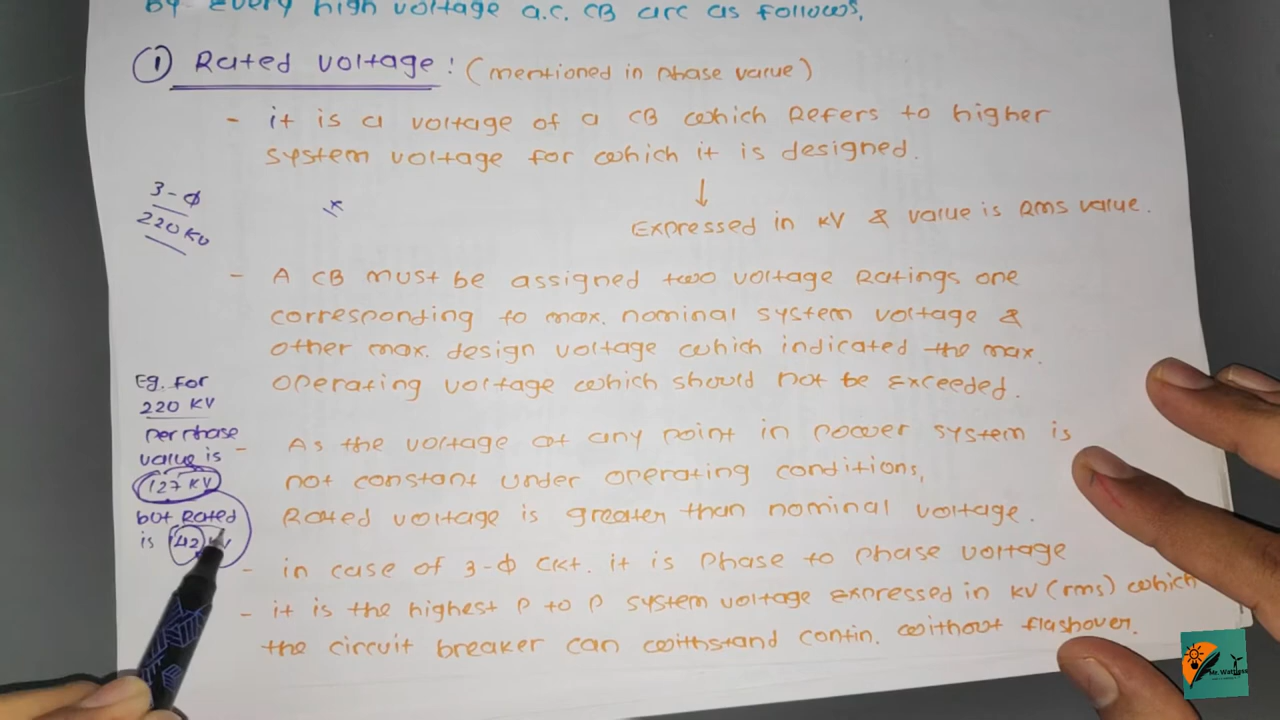 by every high voltage a.c. CB are as follows,
① Rated voltage : (mentioned in phase value)
- it is a voltage of a CB which Refers to higher
system voltage for which it is designed.
3-ϕ
220 KV
↓
Expressed in KV & value is RMS value.
- A CB must be assigned two voltage Ratings one
corresponding to max. nominal system voltage &
other max. design voltage which indicated the max.
operating voltage which should not be exceeded.
Eg. For
220 KV
per phase
value is
127 KV
but Rated
is 142 KV
- As the voltage at any point in power system is
not constant under operating conditions,
Rated voltage is greater than nominal voltage.
- in case of 3-ϕ CKt. it is phase to phase voltage
- it is the highest P to P system voltage expressed in KV (rms) which
the circuit breaker can withstand contin. without flashover.
Mr. Wattless